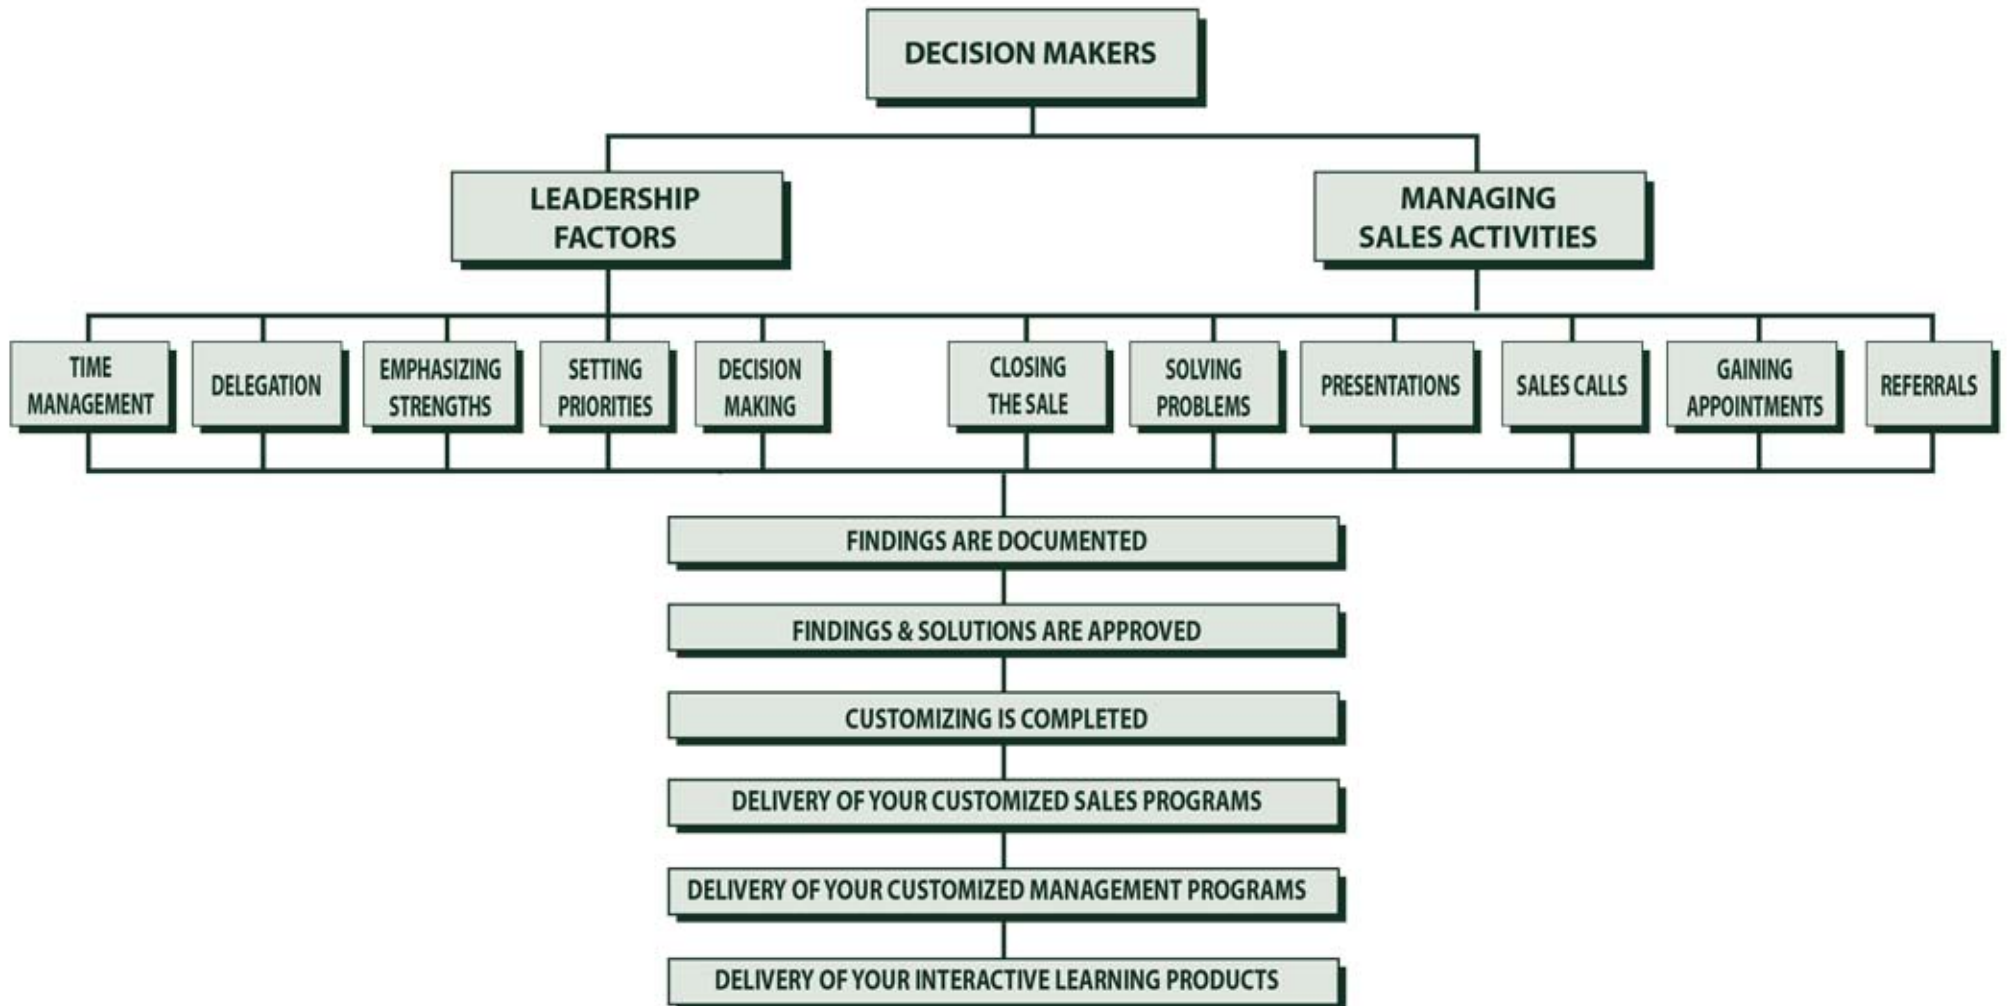 DECISION MAKERS
LEADERSHIP
FACTORS
MANAGING
SALES ACTIVITIES
TIME
MANAGEMENT
DELEGATION
EMPHASIZING
STRENGTHS
SETTING
PRIORITIES
DECISION
MAKING
CLOSING
THE SALE
SOLVING
PROBLEMS
PRESENTATIONS
SALES CALLS
GAINING
APPOINTMENTS
REFERRALS
FINDINGS ARE DOCUMENTED
FINDINGS & SOLUTIONS ARE APPROVED
CUSTOMIZING IS COMPLETED
DELIVERY OF YOUR CUSTOMIZED SALES PROGRAMS
DELIVERY OF YOUR CUSTOMIZED MANAGEMENT PROGRAMS
DELIVERY OF YOUR INTERACTIVE LEARNING PRODUCTS